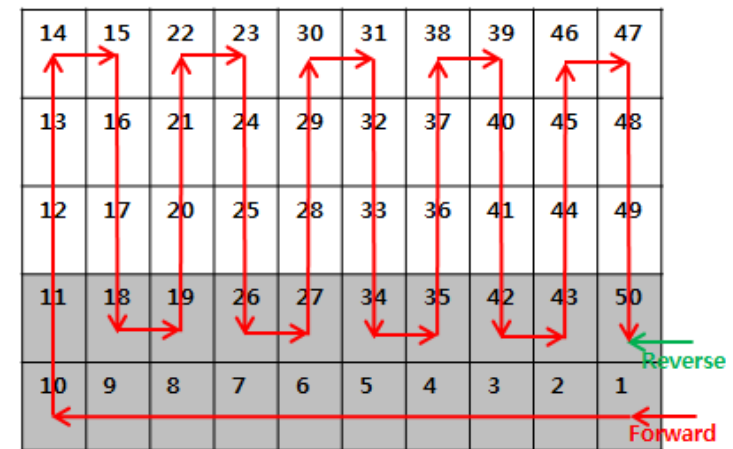 14 15 22 23 30 31 38 39 46 47
13 16 21 24 29 32 37 40 45 48
12 17 20 25 28 33 36 41 44 49
11 18 19 26 27 34 35 42 43 50
Reverse
10 9 8 7 6 5 4 3 2 1
Forward